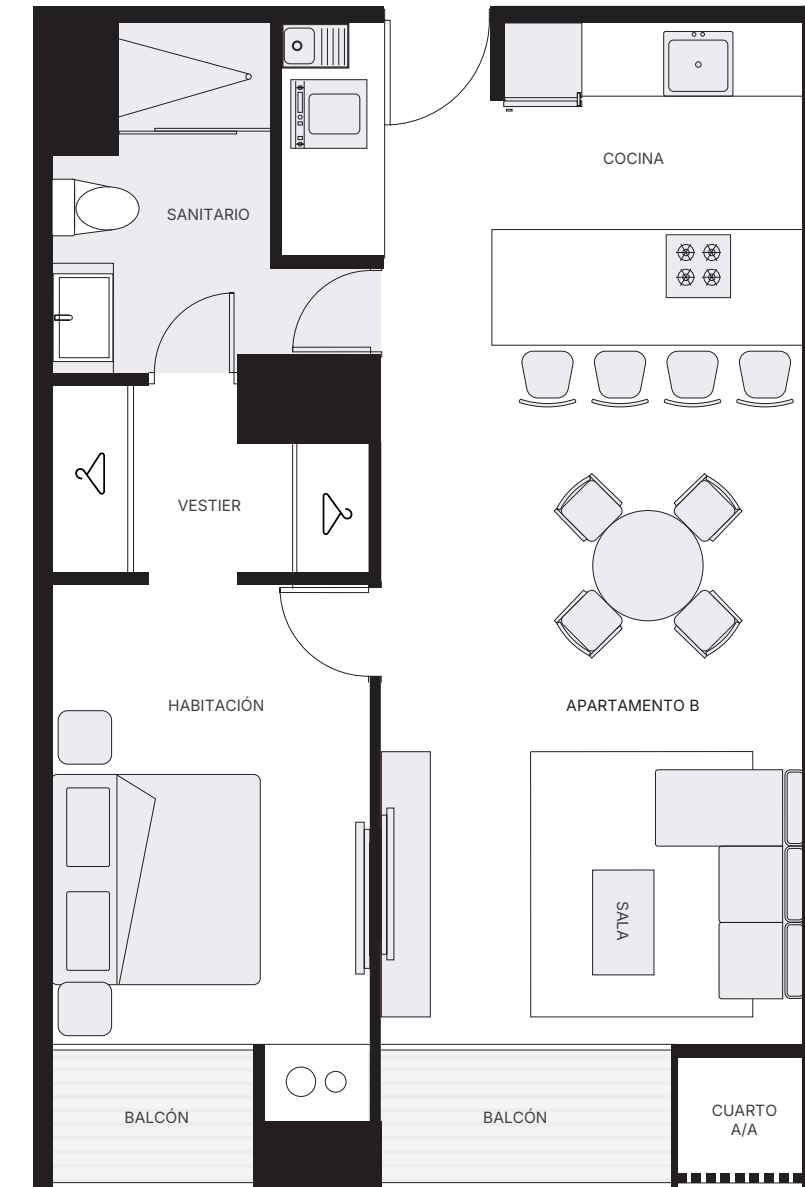 COCINA
SANITARIO
VESTIER
HABITACIÓN
APARTAMENTO B
SALA
BALCÓN
BALCÓN
CUARTO
A/A